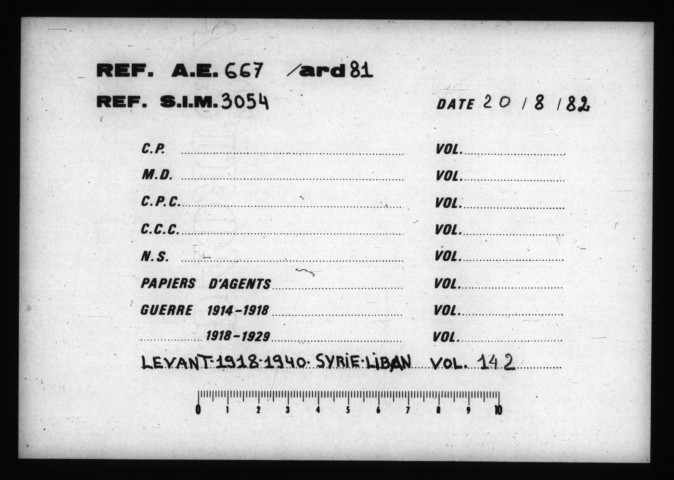 REF. A.E. 667 /ard 81
REF. S.I.M. 3054 DATE 20 / 8 / 82
C.P. VOL.
M.D. VOL.
C.P.C. VOL.
C.C.C. VOL.
N.S. VOL.
PAPIERS D'AGENTS VOL.
GUERRE 1914-1918 VOL.
1918-1929 VOL.
LEVANT·1918·1940· SYRIE·LIBAN VOL. 142
0 1 2 3 4 5 6 7 8 9 10